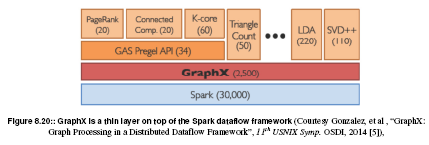 PageRank
(20)
Connected
Comp. (20)
K-core
(60)
Triangle
Count
(50)
LDA
(220)
SVD++
(110)
GAS Pregel API (34)
GraphX (2,500)
Spark (30,000)
Figure 8.20:: GraphX is a thin layer on top of the Spark dataflow framework (Courtesy Gonzalez, et al, “GraphX:
Graph Processing in a Distributed Dataflow Framework”, 11th USNIX Symp. OSDI, 2014 [5]),